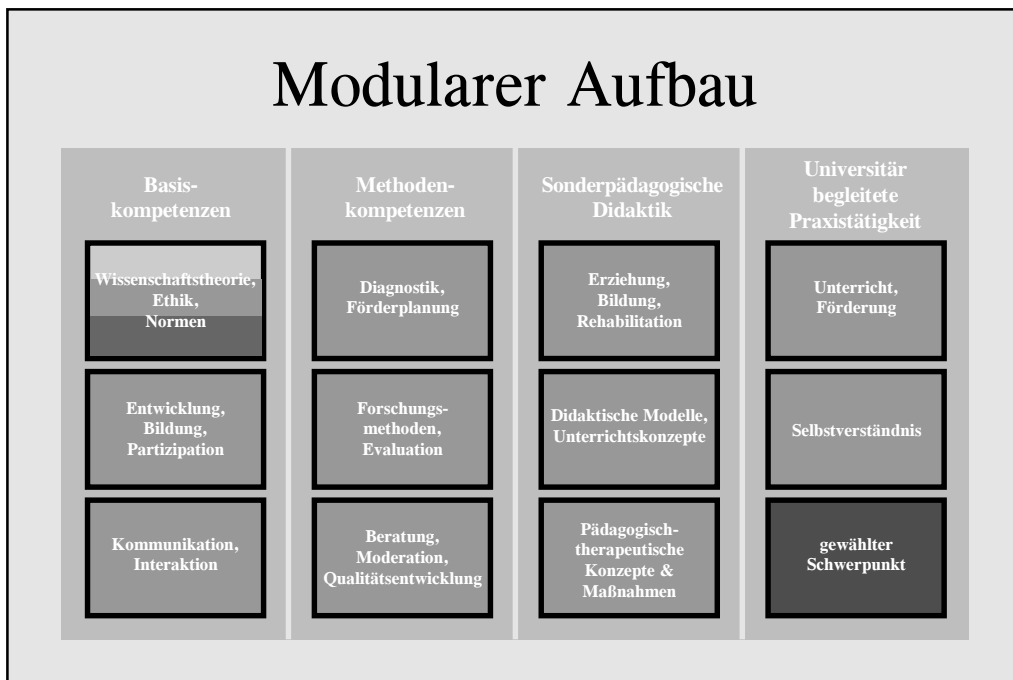 Modularer Aufbau
Basis-
kompetenzen
Wissenschaftstheorie,
Ethik,
Normen
Entwicklung,
Bildung,
Partizipation
Kommunikation,
Interaktion
Methoden-
kompetenzen
Diagnostik,
Förderplanung
Forschungs-
methoden,
Evaluation
Beratung,
Moderation,
Qualitätsentwicklung
Sonderpädagogische
Didaktik
Erziehung,
Bildung,
Rehabilitation
Didaktische Modelle,
Unterrichtskonzepte
Pädagogisch-
therapeutische
Konzepte &
Maßnahmen
Universitär
begleitete
Praxistätigkeit
Unterricht,
Förderung
Selbstverständnis
gewählter
Schwerpunkt